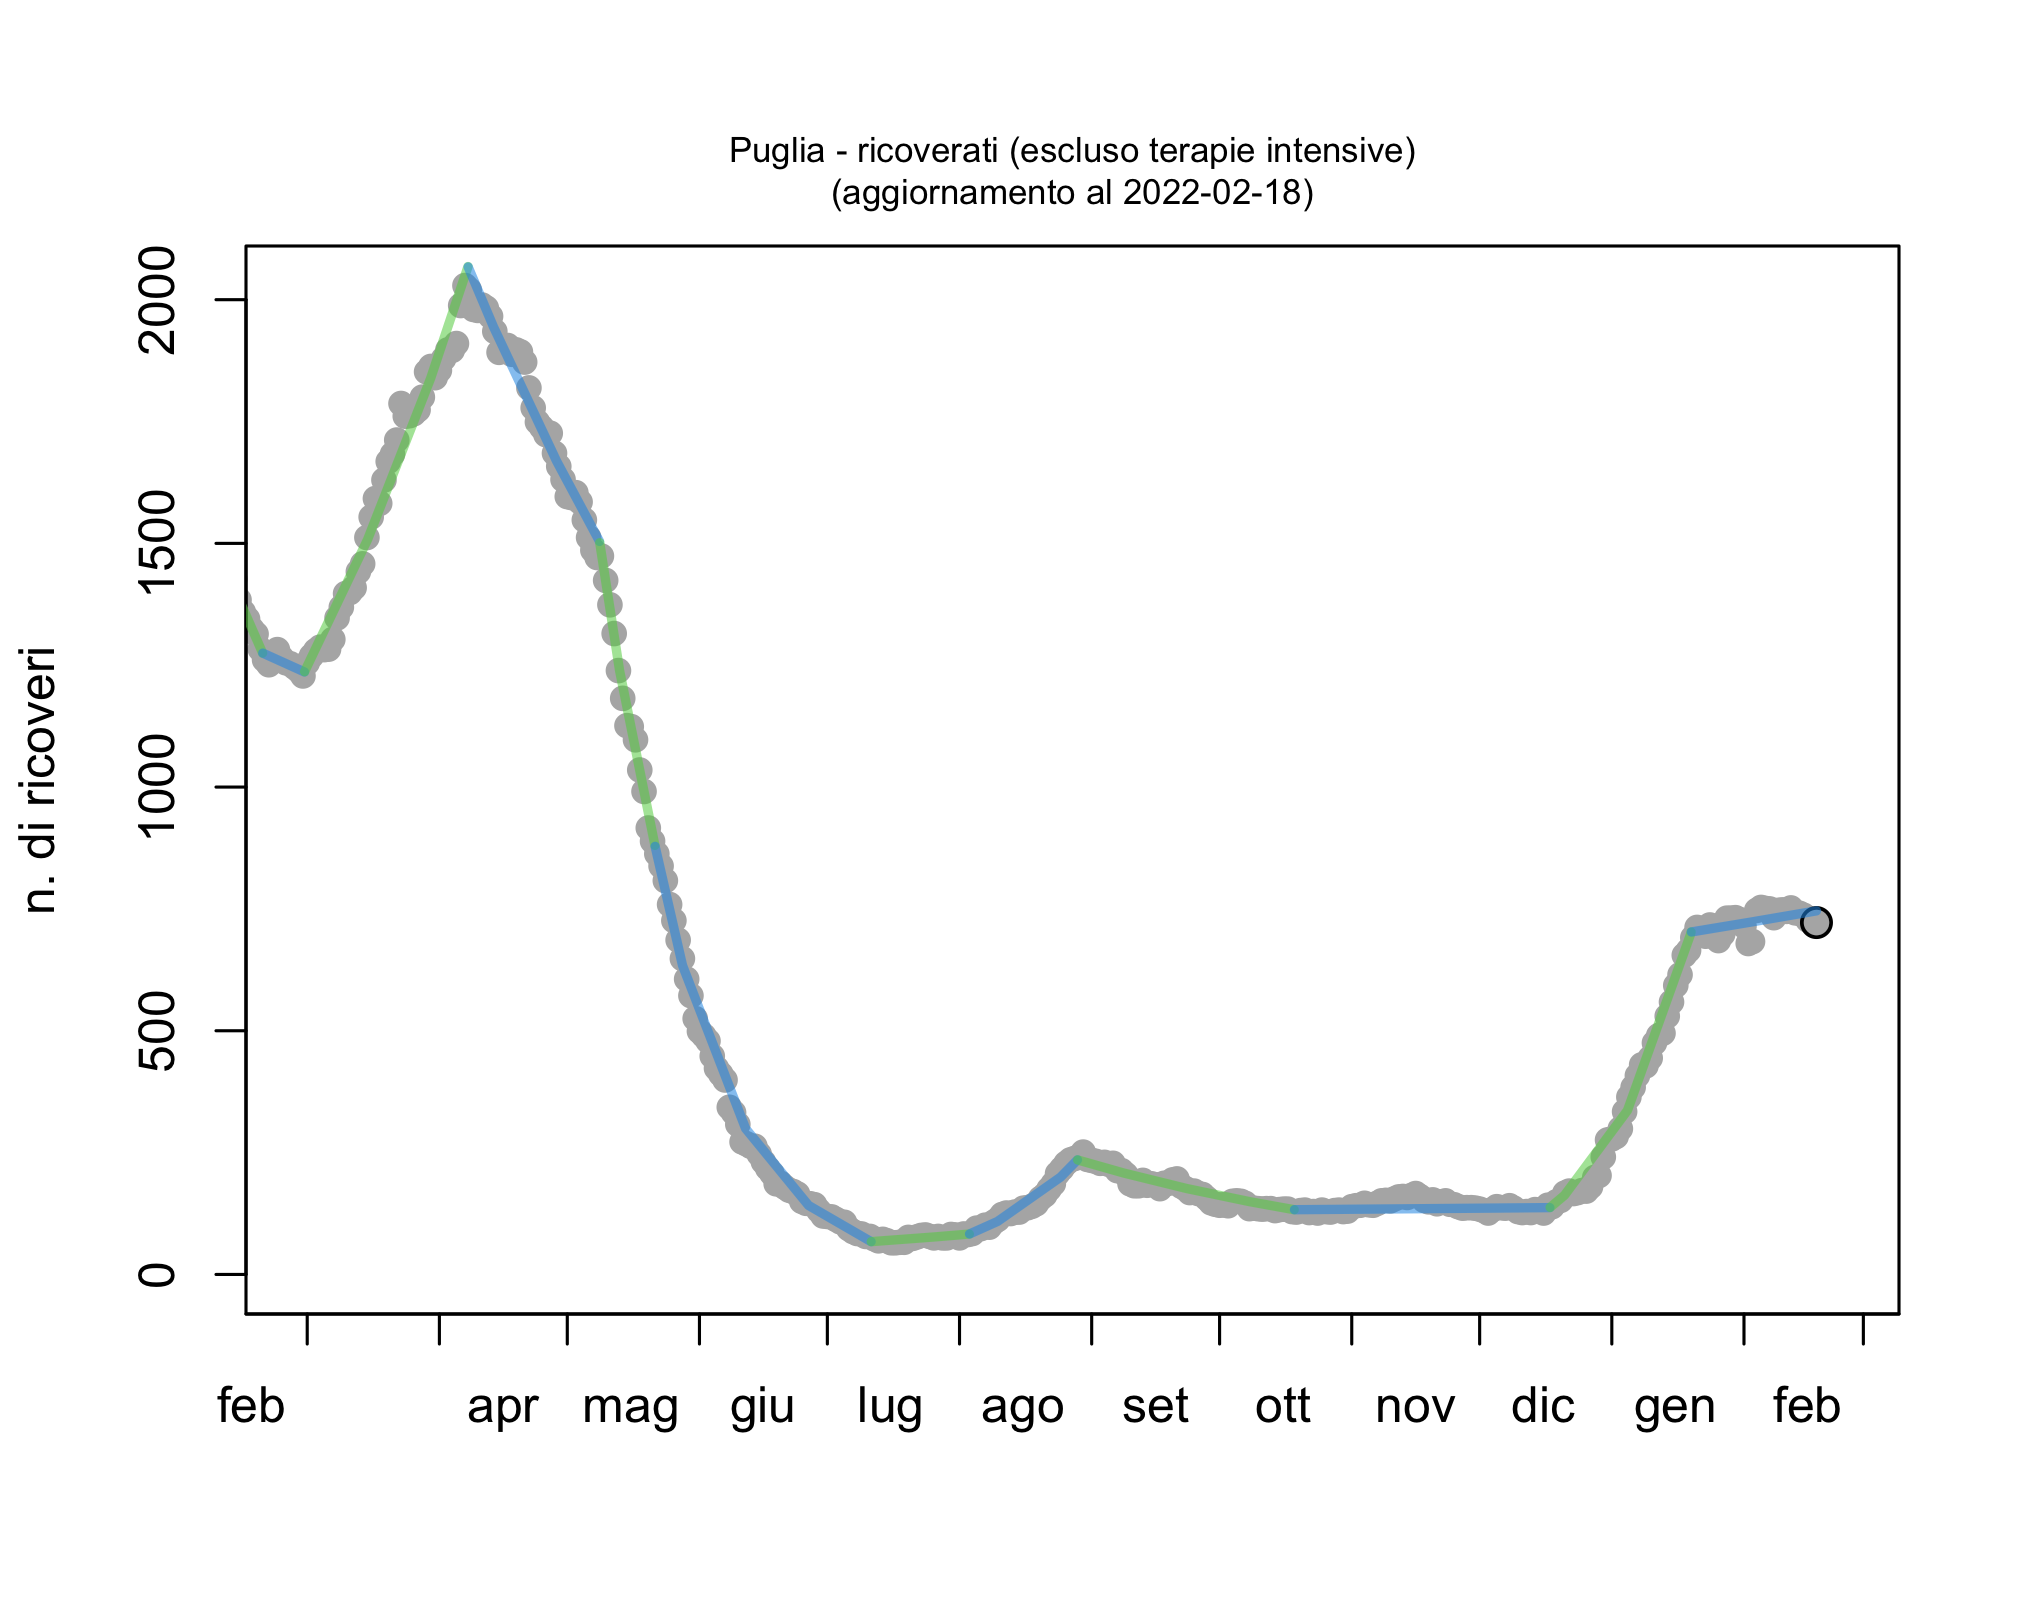 Puglia - ricoverati (escluso terapie intensive)
(aggiornamento al 2022-02-18)
n. di ricoveri
2000
1500
1000
500
0
feb apr mag giu lug ago set ott nov dic gen feb